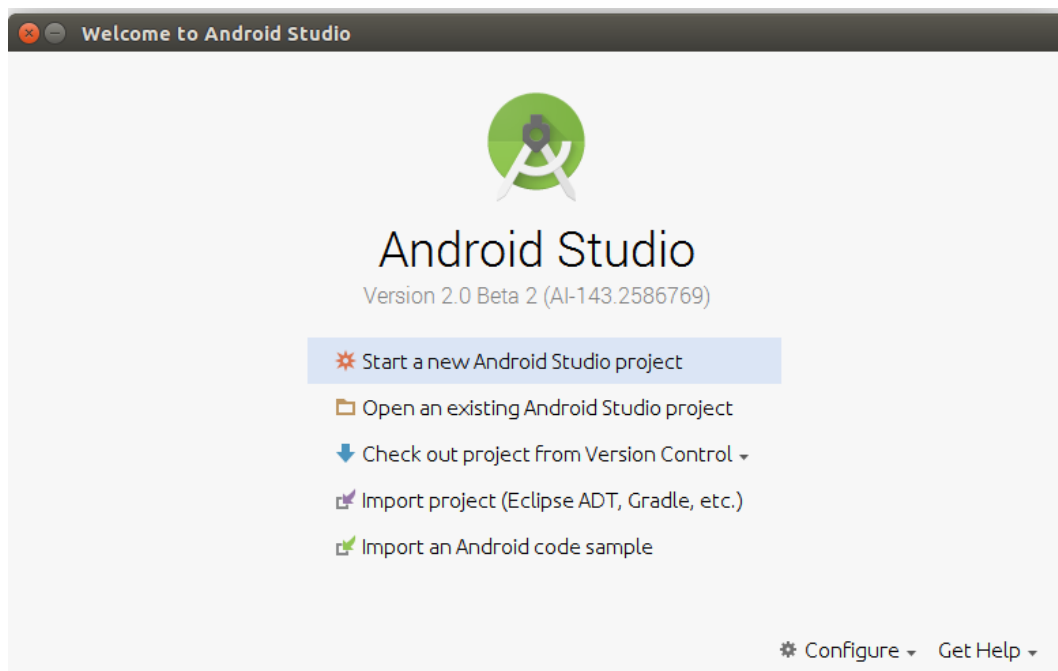 Welcome to Android Studio
Android Studio
Version 2.0 Beta 2 (AI-143.2586769)
Start a new Android Studio project
Open an existing Android Studio project
Check out project from Version Control
Import project (Eclipse ADT, Gradle, etc.)
Import an Android code sample
Configure Get Help